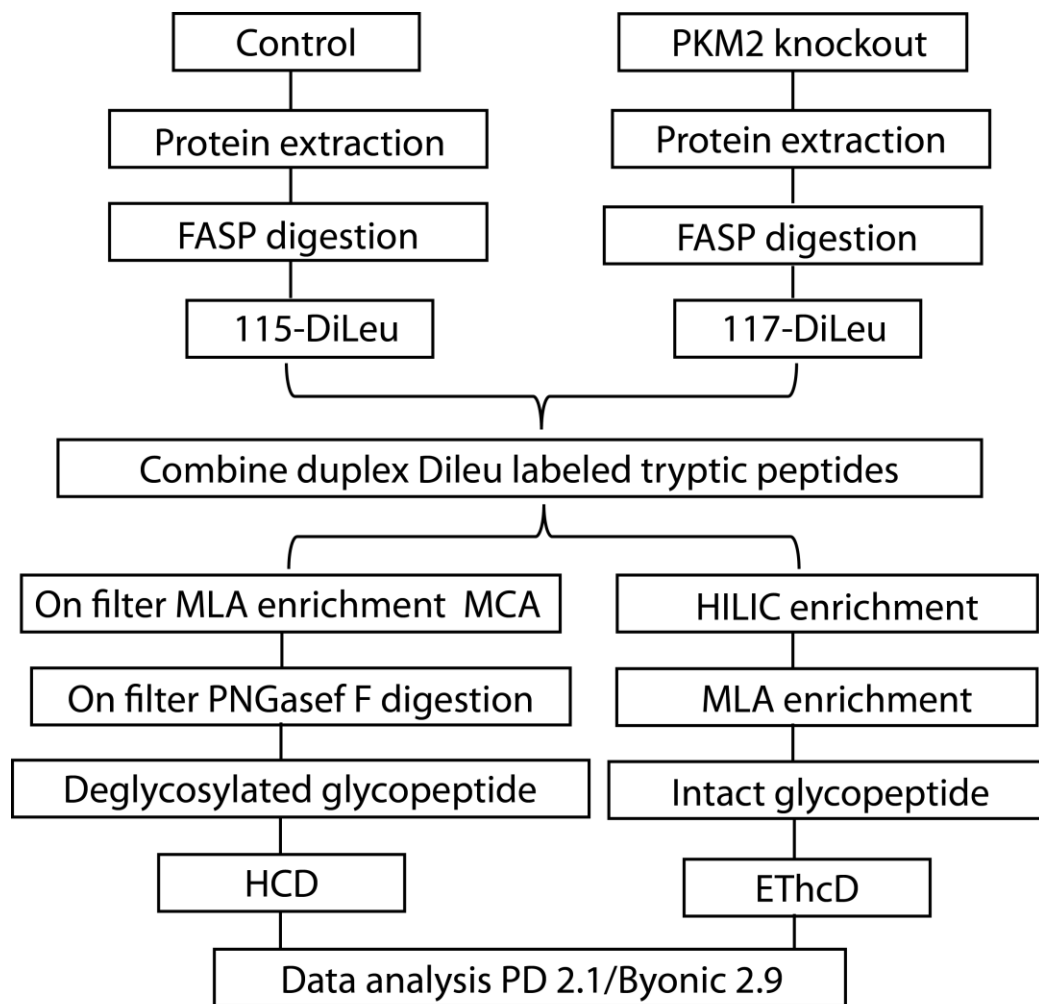 Control
PKM2 knockout
Protein extraction
Protein extraction
FASP digestion
FASP digestion
115-DiLeu
117-DiLeu
Combine duplex Dileu labeled tryptic peptides
On filter MLA enrichment MCA
HILIC enrichment
On filter PNGasef F digestion
MLA enrichment
Deglycosylated glycopeptide
Intact glycopeptide
HCD
EThcD
Data analysis PD 2.1/Byonic 2.9